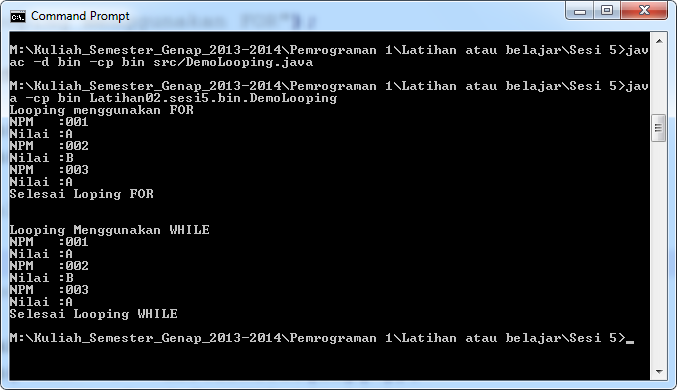 Command Prompt
M:\Kuliah_Semester_Genap_2013-2014\Pemrograman 1\Latihan atau belajar\Sesi 5>jav
ac -d bin -cp bin src/DemoLooping.java
M:\Kuliah_Semester_Genap_2013-2014\Pemrograman 1\Latihan atau belajar\Sesi 5>jav
a -cp bin Latihan02.sesi5.bin.DemoLooping
Looping menggunakan FOR
NPM   :001
Nilai :A
NPM   :002
Nilai :B
NPM   :003
Nilai :A
Selesai Loping FOR
Looping Menggunakan WHILE
NPM   :001
Nilai :A
NPM   :002
Nilai :B
NPM   :003
Nilai :A
Selesai Looping WHILE
M:\Kuliah_Semester_Genap_2013-2014\Pemrograman 1\Latihan atau belajar\Sesi 5>_